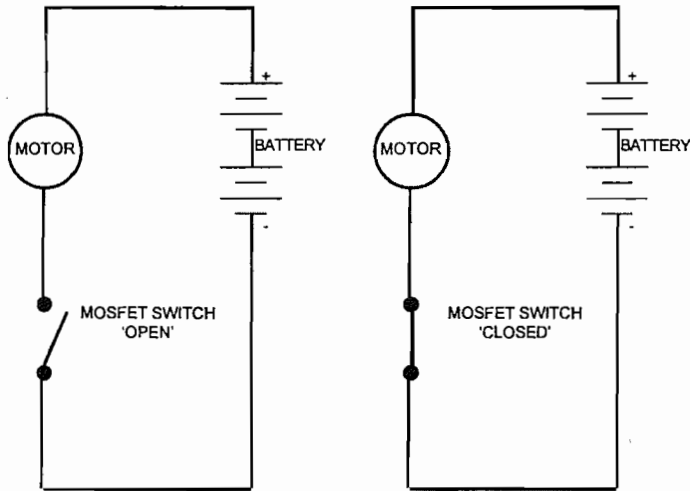 +
MOTOR
BATTERY
-
MOSFET SWITCH
'OPEN'
+
MOTOR
BATTERY
-
MOSFET SWITCH
'CLOSED'